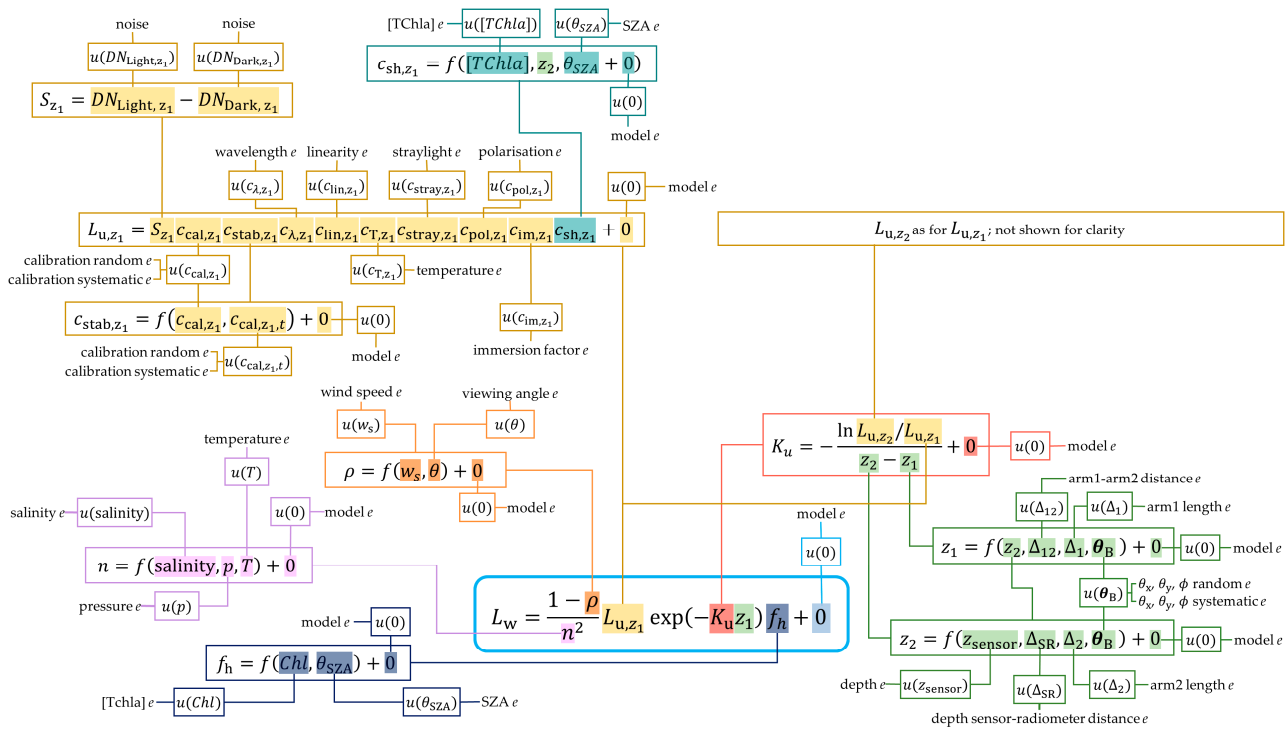 noise
noise
u(DN_Light,z₁)
u(DN_Dark,z₁)
S_z₁ = DN_Light, z₁ − DN_Dark, z₁
[TChla] e
u([TChla])
u(θ_SZA)
SZA e
c_sh,z₁ = f([TChla], z₂, θ_SZA + 0)
u(0)
model e
wavelength e
linearity e
straylight e
polarisation e
u(c_λ,z₁)
u(c_lin,z₁)
u(c_stray,z₁)
u(c_pol,z₁)
u(0)
model e
L_u,z₁ = S_z₁ c_cal,z₁ c_stab,z₁ c_λ,z₁ c_lin,z₁ c_T,z₁ c_stray,z₁ c_pol,z₁ c_im,z₁ c_sh,z₁ + 0
L_u,z₂ as for L_u,z₁; not shown for clarity
calibration random e
calibration systematic e
u(c_cal,z₁)
u(c_T,z₁)
temperature e
c_stab,z₁ = f(c_cal,z₁, c_cal,z₁,t) + 0
u(0)
model e
u(c_im,z₁)
immersion factor e
calibration random e
calibration systematic e
u(c_cal,z₁,t)
wind speed e
viewing angle e
u(w_s)
u(θ)
ρ = f(w_s, θ) + 0
u(0)
model e
K_u = − ln L_u,z₂/L_u,z₁ / z₂ − z₁ + 0
u(0)
model e
temperature e
u(T)
salinity e
u(salinity)
u(0)
model e
n = f(salinity, p, T) + 0
pressure e
u(p)
arm1-arm2 distance e
u(Δ₁₂)
u(Δ₁)
arm1 length e
z₁ = f(z₂, Δ₁₂, Δ₁, θ_B) + 0
u(0)
model e
u(θ_B)
θ_x, θ_y, ϕ random e
θ_x, θ_y, ϕ systematic e
z₂ = f(z_sensor, Δ_SR, Δ₂, θ_B) + 0
u(0)
model e
depth e
u(z_sensor)
u(Δ_SR)
u(Δ₂)
arm2 length e
depth sensor-radiometer distance e
model e
u(0)
L_w = 1 − ρ / n² L_u,z₁ exp(−K_u z₁) f_h + 0
model e
u(0)
f_h = f(Chl, θ_SZA) + 0
[Tchla] e
u(Chl)
u(θ_SZA)
SZA e